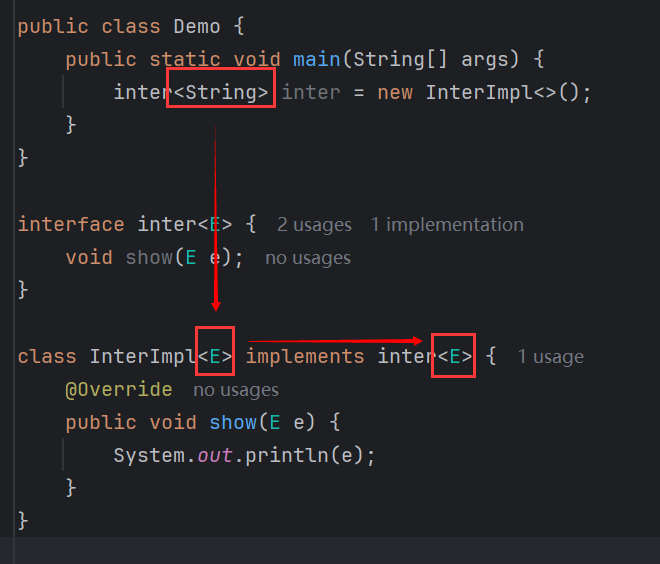 public class Demo {
    public static void main(String[] args) {
        inter<String> inter = new InterImpl<>();
    }
}
interface inter<E> {  2 usages  1 implementation
    void show(E e);  no usages
}
class InterImpl<E> implements inter<E> {  1 usage
    @Override  no usages
    public void show(E e) {
        System.out.println(e);
    }
}